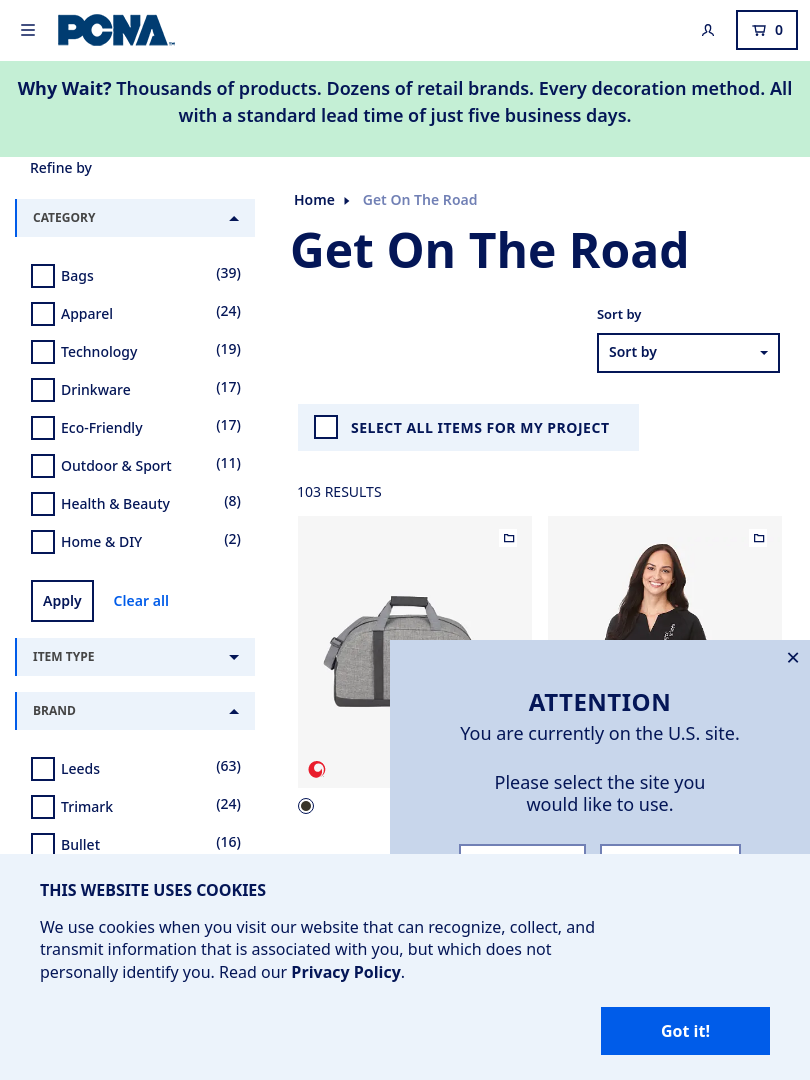 PCNA
0
Why Wait? Thousands of products. Dozens of retail brands. Every decoration method. All
with a standard lead time of just five business days.
Refine by
CATEGORY
Bags (39)
Apparel (24)
Technology (19)
Drinkware (17)
Eco-Friendly (17)
Outdoor & Sport (11)
Health & Beauty (8)
Home & DIY (2)
Apply Clear all
ITEM TYPE
BRAND
Leeds (63)
Trimark (24)
Bullet (16)
Home Get On The Road
Get On The Road
Sort by
Sort by
SELECT ALL ITEMS FOR MY PROJECT
103 RESULTS
ATTENTION
You are currently on the U.S. site.
Please select the site you
would like to use.
THIS WEBSITE USES COOKIES
We use cookies when you visit our website that can recognize, collect, and
transmit information that is associated with you, but which does not
personally identify you. Read our Privacy Policy.
Got it!